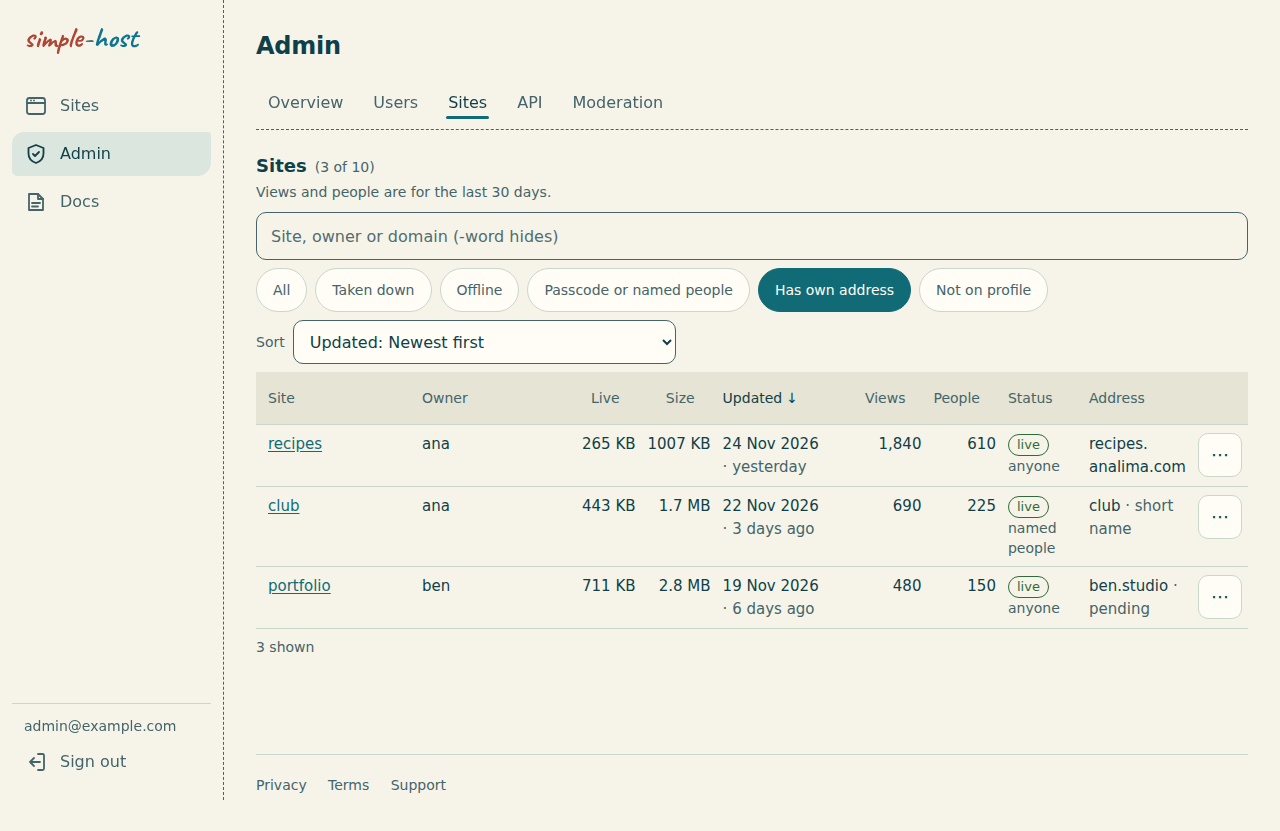 simple-host
Sites
Admin
Docs
admin@example.com
Sign out
Admin
Overview Users Sites API Moderation
Sites (3 of 10)
Views and people are for the last 30 days.
Site, owner or domain (-word hides)
All Taken down Offline Passcode or named people Has own address Not on profile
Sort Updated: Newest first
Site Owner Live Size Updated ↓ Views People Status Address
recipes ana 265 KB 1007 KB 24 Nov 2026 1,840 610 live recipes. ···
· yesterday anyone analima.com
club ana 443 KB 1.7 MB 22 Nov 2026 690 225 live club · short ···
· 3 days ago named name
people
portfolio ben 711 KB 2.8 MB 19 Nov 2026 480 150 live ben.studio · ···
· 6 days ago anyone pending
3 shown
Privacy Terms Support